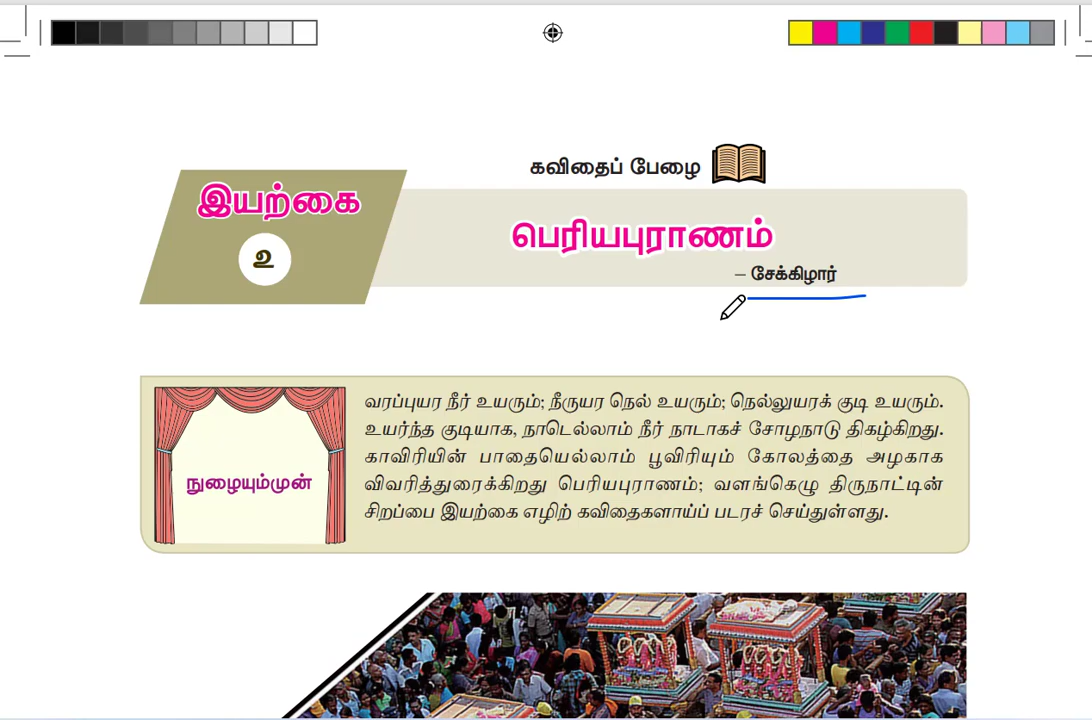 கவிதைப் பேழை
இயற்கை
உ
பெரியபுராணம்
– சேக்கிழார்
நுழையும்முன்
வரப்புயர நீர் உயரும்; நீருயர நெல் உயரும்; நெல்லுயரக் குடி உயரும்.
உயர்ந்த குடியாக, நாடெல்லாம் நீர் நாடாகச் சோழநாடு திகழ்கிறது.
காவிரியின் பாதையெல்லாம் பூவிரியும் கோலத்தை அழகாக
விவரித்துரைக்கிறது பெரியபுராணம்; வளங்கெழு திருநாட்டின்
சிறப்பை இயற்கை எழிற் கவிதைகளாய்ப் படரச் செய்துள்ளது.